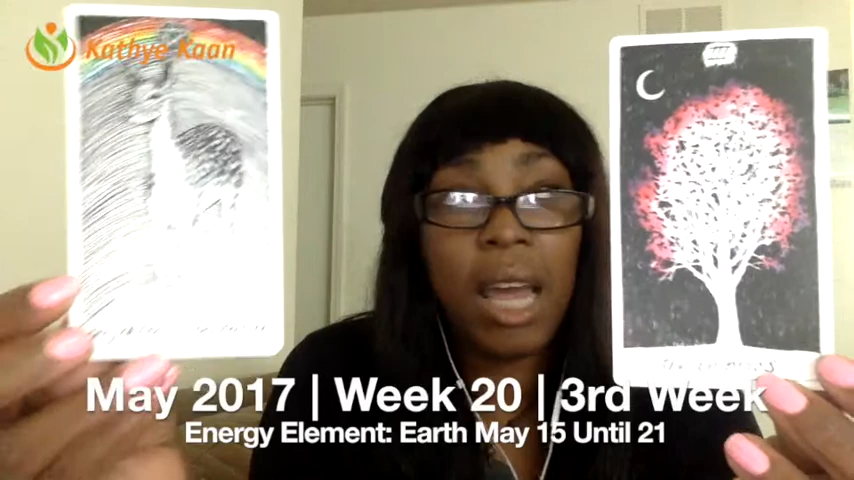 Kathye Kaan
May 2017 | Week 20 | 3rd Week
Energy Element: Earth May 15 Until 21